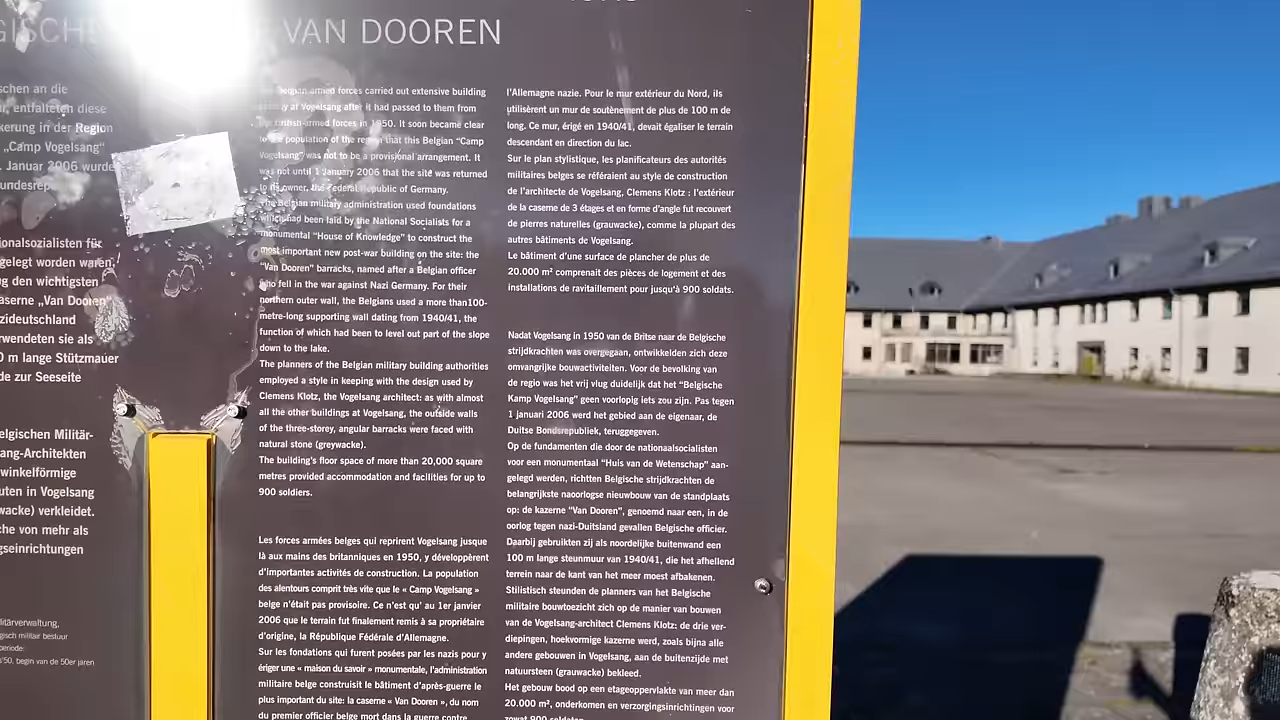 VAN DOOREN
schen an die
ur, entfalteten diese
kerung in der Region
„Camp Vogelsang“
. Januar 2006 wurde
undesrep
ionalsozialisten für
gelegt worden waren,
g den wichtigsten
aserne „Van Dooren“
zideutschland
rwendeten sie als
0 m lange Stützmauer
de zur Seeseite
elgischen Militär-
ang-Architekten
winkelförmige
uten in Vogelsang
wacke) verkleidet.
che von mehr als
gseinrichtungen
litärverwaltung,
gisch militair bestuur
periode:
s/50, begin van de 50er jaren
armed forces carried out extensive building
at Vogelsang after it had passed to them from
British armed forces in 1950. It soon became clear
to the population of the region that this Belgian “Camp
Vogelsang” was not to be a provisional arrangement. It
was not until 1 January 2006 that the site was returned
to its owner, the Federal Republic of Germany.
The Belgian military administration used foundations
which had been laid by the National Socialists for a
monumental “House of Knowledge” to construct the
most important new post-war building on the site: the
“Van Dooren” barracks, named after a Belgian officer
who fell in the war against Nazi Germany. For their
northern outer wall, the Belgians used a more than100-
metre-long supporting wall dating from 1940/41, the
function of which had been to level out part of the slope
down to the lake.
The planners of the Belgian military building authorities
employed a style in keeping with the design used by
Clemens Klotz, the Vogelsang architect: as with almost
all the other buildings at Vogelsang, the outside walls
of the three-storey, angular barracks were faced with
natural stone (greywacke).
The building’s floor space of more than 20,000 square
metres provided accommodation and facilities for up to
900 soldiers.
Les forces armées belges qui reprirent Vogelsang jusque
là aux mains des britanniques en 1950, y développèrent
d’importantes activités de construction. La population
des alentours comprit très vite que le « Camp Vogelsang »
belge n’était pas provisoire. Ce n’est qu’ au 1er janvier
2006 que le terrain fut finalement remis à sa propriétaire
d’origine, la République Fédérale d’Allemagne.
Sur les fondations qui furent posées par les nazis pour y
ériger une « maison du savoir » monumentale, l’administration
militaire belge construisit le bâtiment d’après-guerre le
plus important du site: la caserne « Van Dooren », du nom
du premier officier belge mort dans la guerre contre
l’Allemagne nazie. Pour le mur extérieur du Nord, ils
utilisèrent un mur de soutènement de plus de 100 m de
long. Ce mur, érigé en 1940/41, devait égaliser le terrain
descendant en direction du lac.
Sur le plan stylistique, les planificateurs des autorités
militaires belges se référaient au style de construction
de l’architecte de Vogelsang, Clemens Klotz : l’extérieur
de la caserne de 3 étages et en forme d’angle fut recouvert
de pierres naturelles (grauwacke), comme la plupart des
autres bâtiments de Vogelsang.
Le bâtiment d’une surface de plancher de plus de
20.000 m² comprenait des pièces de logement et des
installations de ravitaillement pour jusqu’à 900 soldats.
Nadat Vogelsang in 1950 van de Britse naar de Belgische
strijdkrachten was overgegaan, ontwikkelden zich deze
omvangrijke bouwactiviteiten. Voor de bevolking van
de regio was het vrij vlug duidelijk dat het “Belgische
Kamp Vogelsang” geen voorlopig iets zou zijn. Pas tegen
1 januari 2006 werd het gebied aan de eigenaar, de
Duitse Bondsrepubliek, teruggegeven.
Op de fundamenten die door de nationaalsocialisten
voor een monumentaal “Huis van de Wetenschap” aan-
gelegd werden, richtten Belgische strijdkrachten de
belangrijkste naoorlogse nieuwbouw van de standplaats
op: de kazerne “Van Dooren”, genoemd naar een, in de
oorlog tegen nazi-Duitsland gevallen Belgische officier.
Daarbij gebruikten zij als noordelijke buitenwand een
100 m lange steunmuur van 1940/41, die het afhellend
terrein naar de kant van het meer moest afbakenen.
Stilistisch steunden de planners van het Belgische
militaire bouwtoezicht zich op de manier van bouwen
van de Vogelsang-architect Clemens Klotz: de drie ver-
diepingen, hoekvormige kazerne werd, zoals bijna alle
andere gebouwen in Vogelsang, aan de buitenzijde met
natuursteen (grauwacke) bekleed.
Het gebouw bood op een etageoppervlakte van meer dan
20.000 m², onderkomen en verzorgingsinrichtingen voor
zowat 900 soldaten.